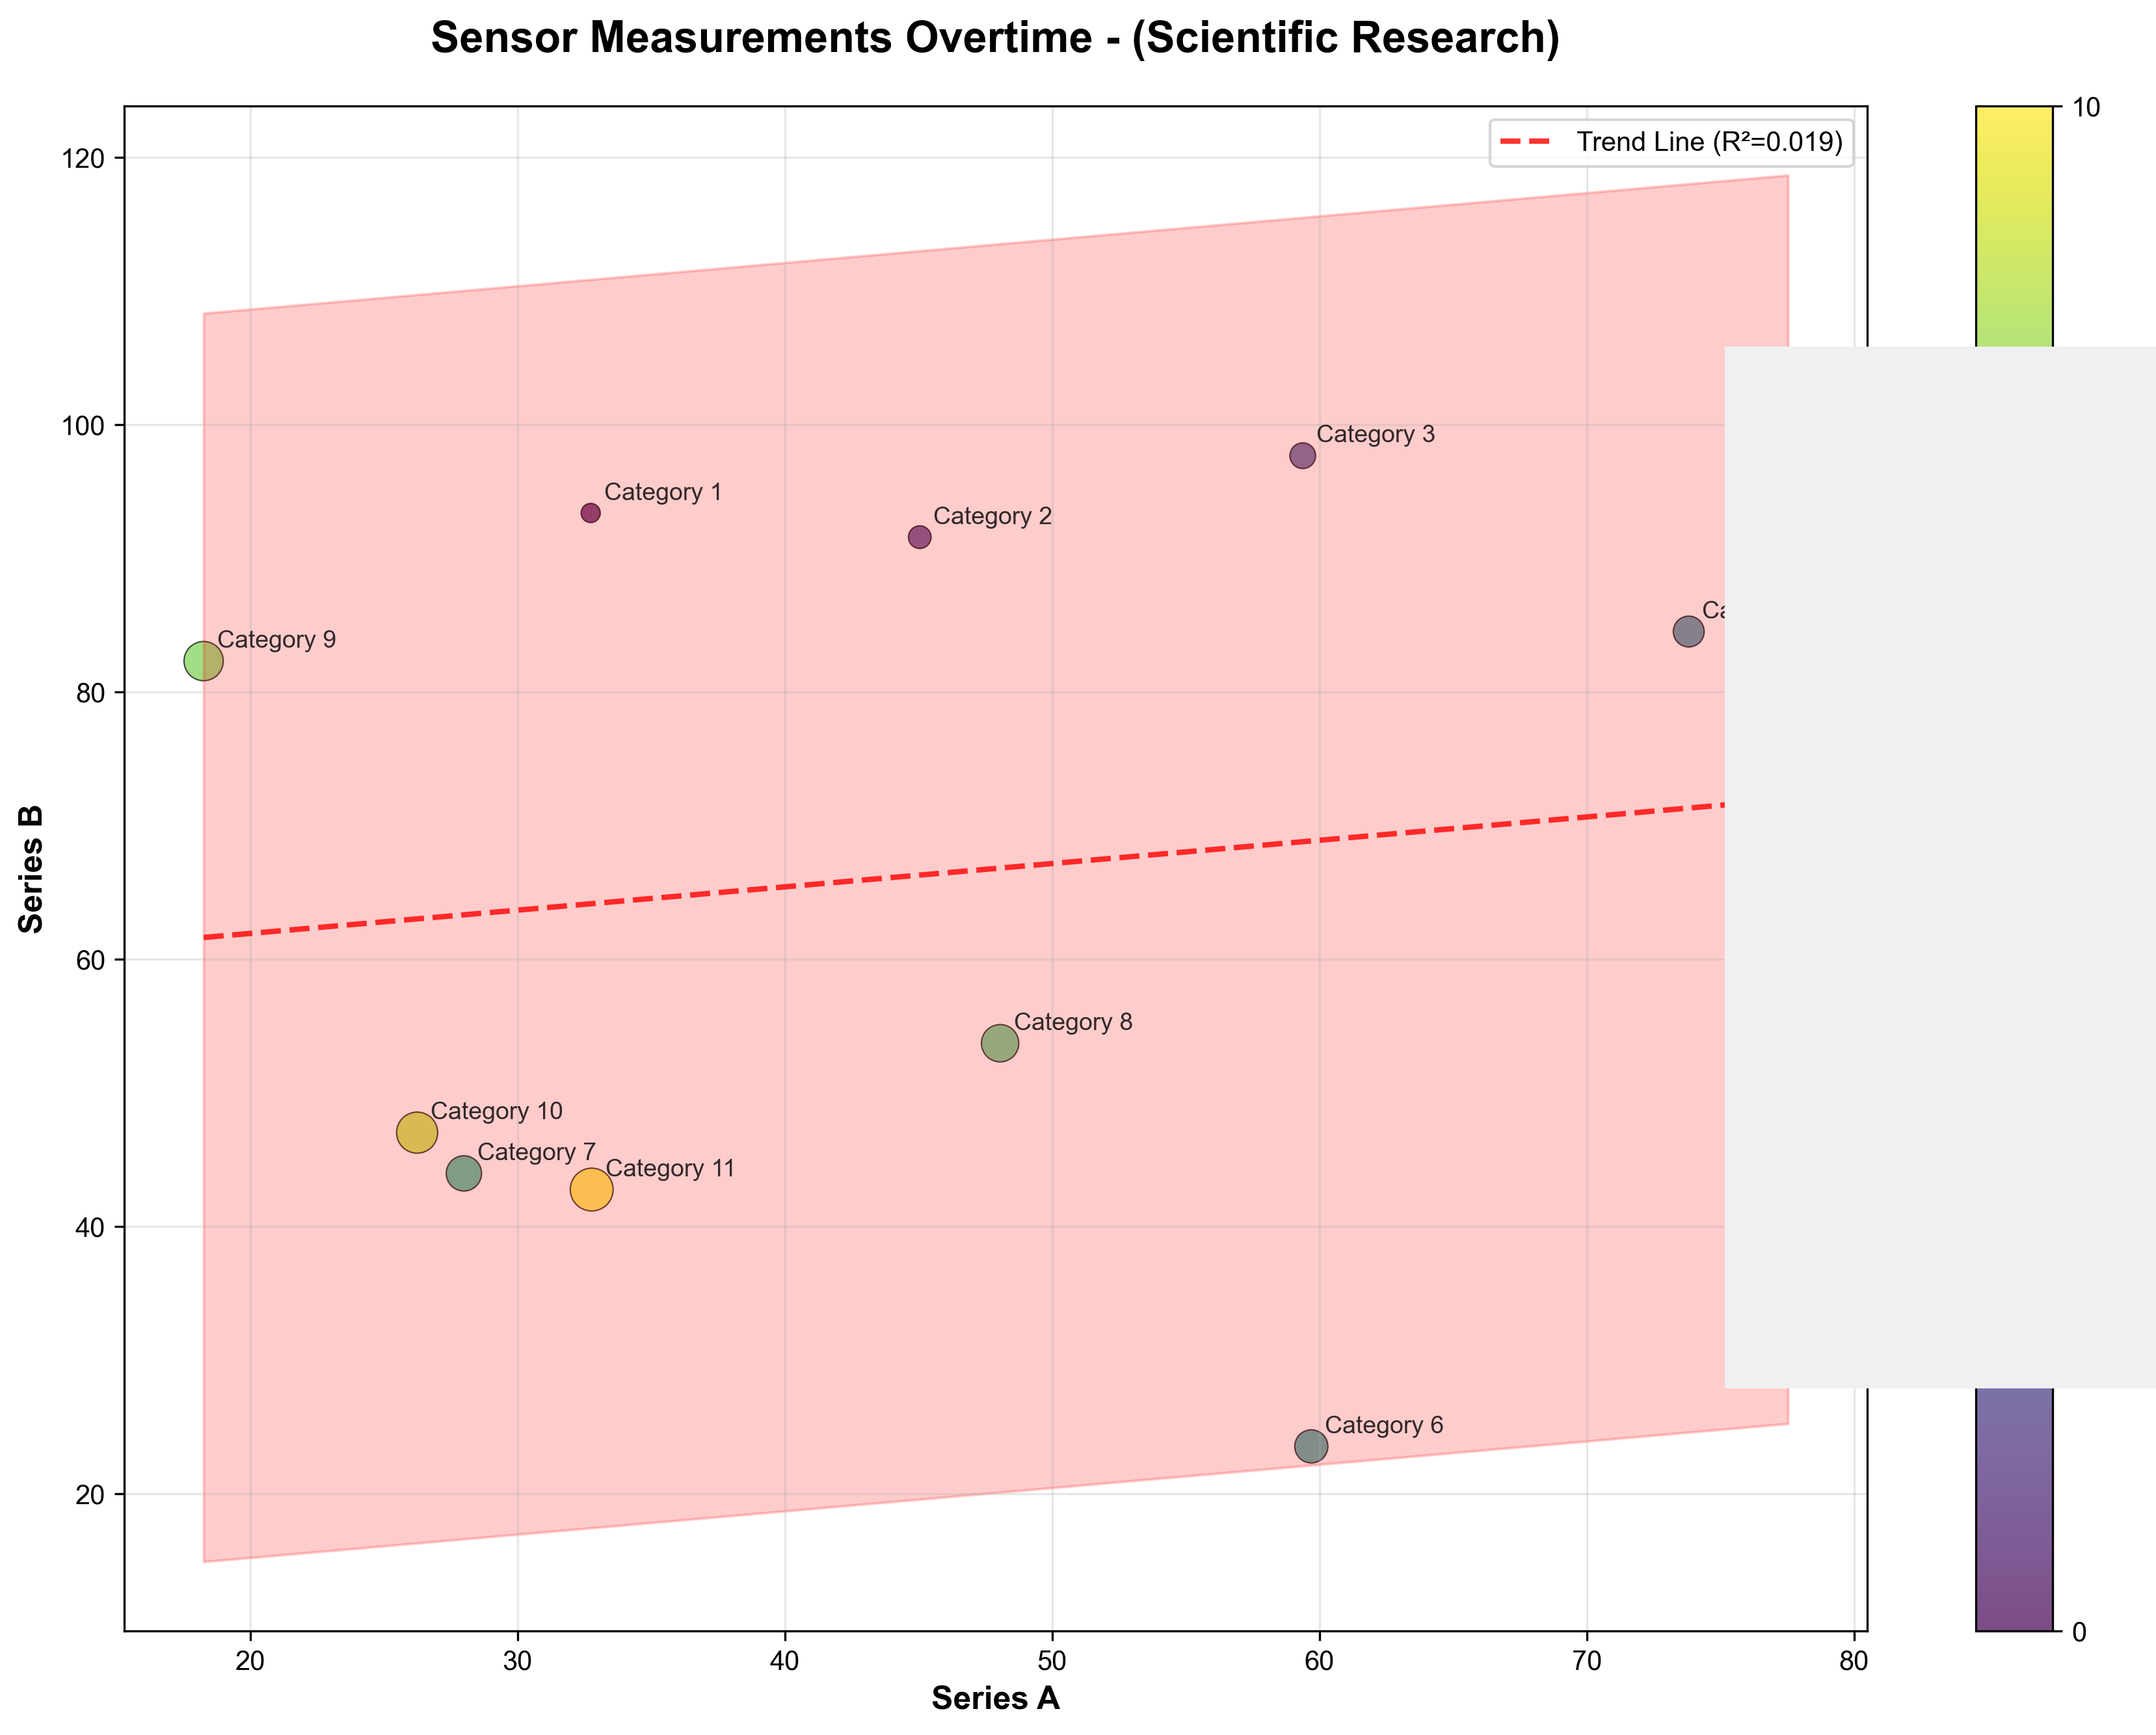 Sensor Measurements Overtime - (Scientific Research)
Trend Line (R²=0.019)
10
120
100
80
60
40
20
Series B
Category 3
Category 1
Category 2
Category 9
Category 8
Category 10
Category 7
Category 11
Category 6
0
20
30
40
50
60
70
80
Series A